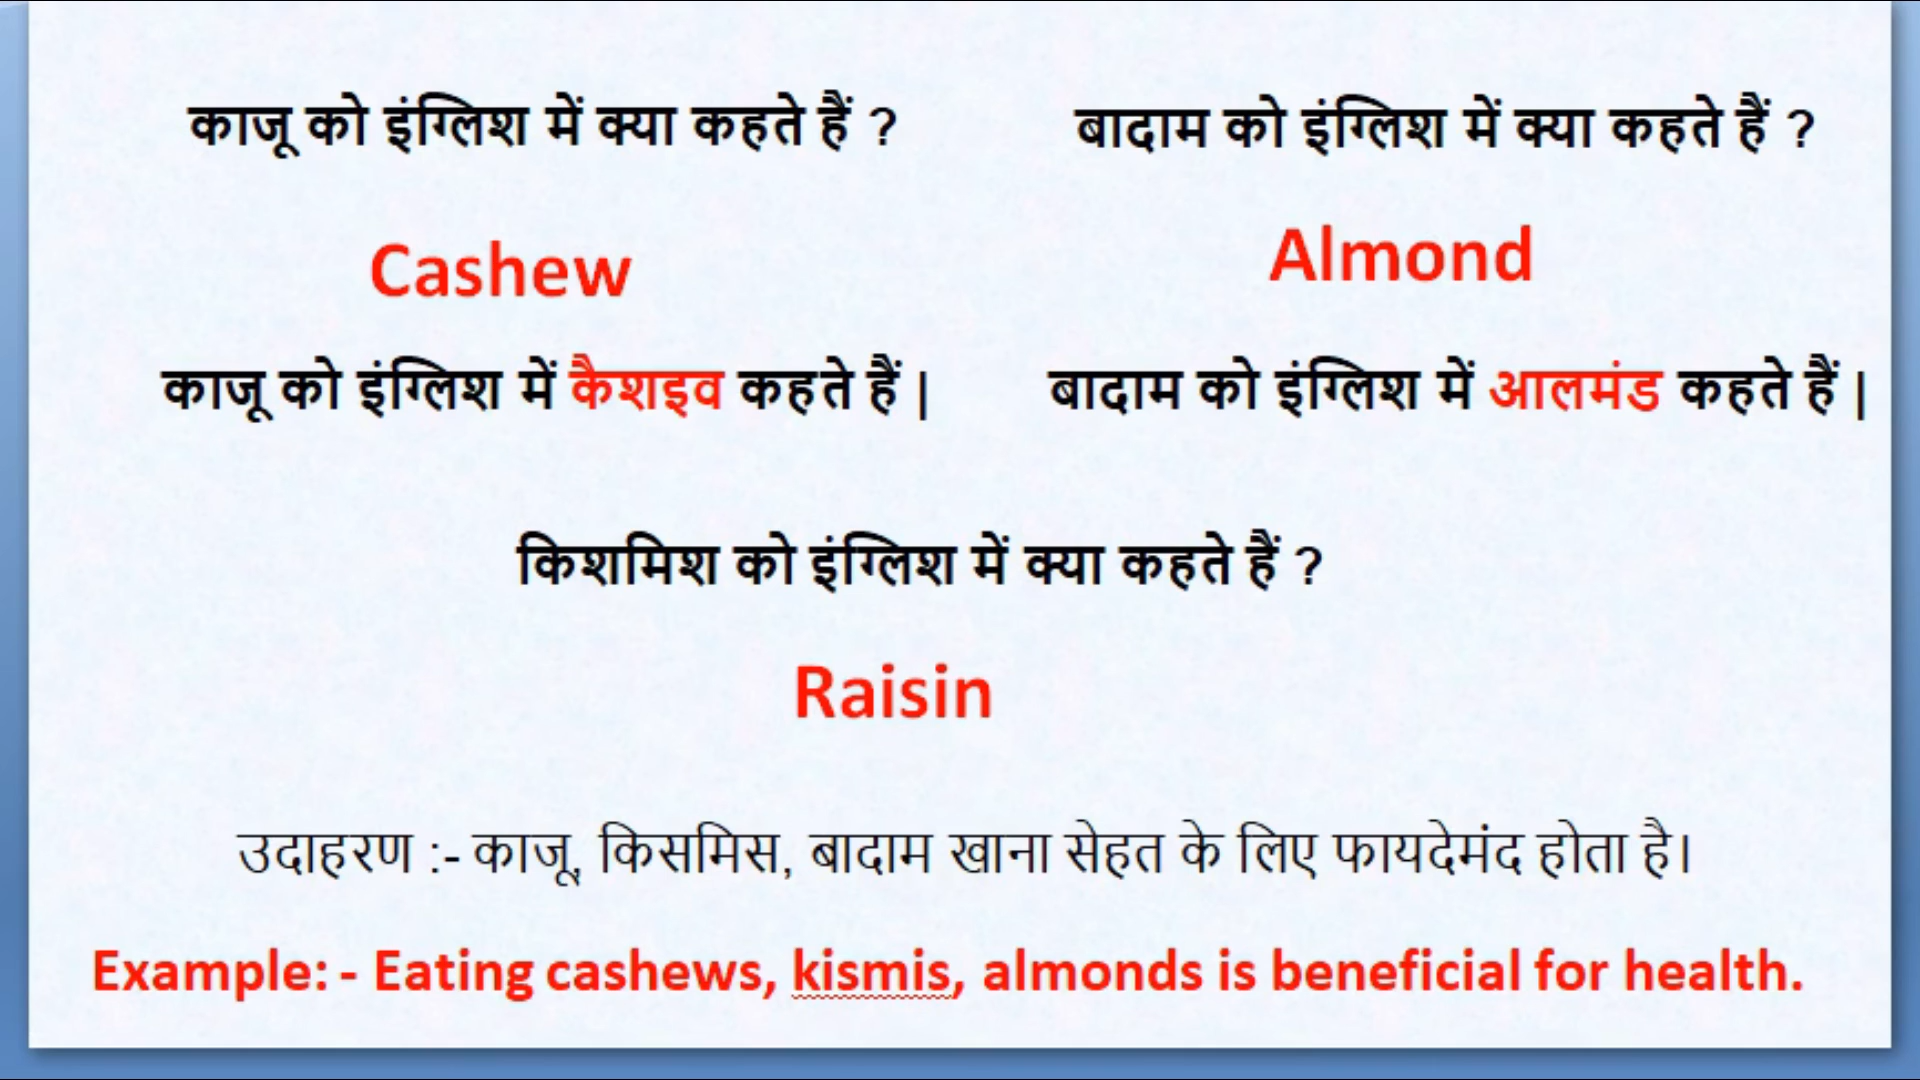 काजू को इंग्लिश में क्या कहते हैं ?
बादाम को इंग्लिश में क्या कहते हैं ?
Cashew
Almond
काजू को इंग्लिश में कैशइव कहते हैं |
बादाम को इंग्लिश में आलमंड कहते हैं |
किशमिश को इंग्लिश में क्या कहते हैं ?
Raisin
उदाहरण :- काजू, किसमिस, बादाम खाना सेहत के लिए फायदेमंद होता है।
Example: - Eating cashews, kismis, almonds is beneficial for health.